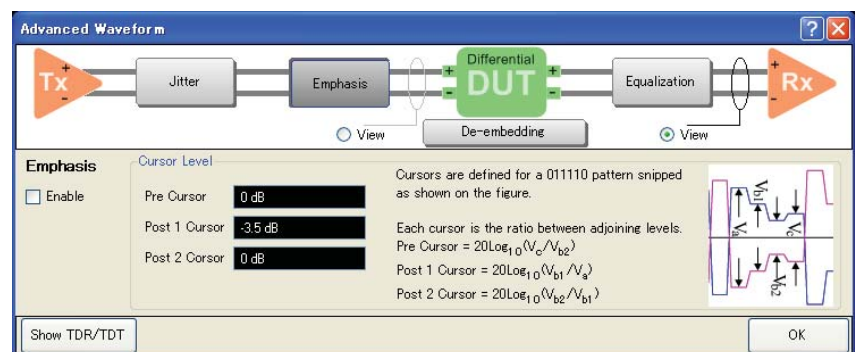 Advanced Waveform
Tx
+
-
Jitter
Emphasis
View
+
-
Differential
DUT
+
-
De-embedding
Equalization
View
+
-
Rx
Emphasis
Enable
Cursor Level
Pre Cursor 0 dB
Post 1 Cursor -3.5 dB
Post 2 Corsor 0 dB
Cursors are defined for a 011110 pattern snipped
as shown on the figure.
Each cursor is the ratio between adjoining levels.
Pre Cursor = 20Log10(Vc/Vb2)
Post 1 Cursor = 20Log10(Vb1/Va)
Post 2 Cursor = 20Log10(Vb2/Vb1)
Va
Vb1
Vc
Vb2
Show TDR/TDT
OK